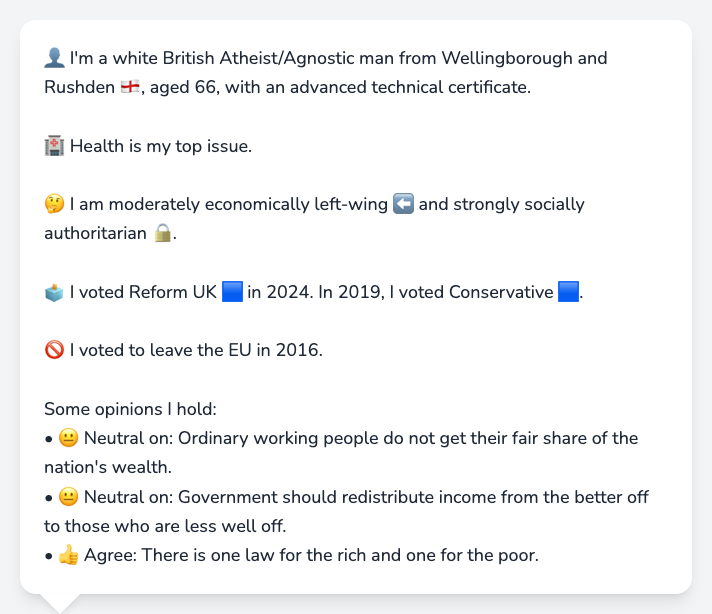 👤 I'm a white British Atheist/Agnostic man from Wellingborough and
Rushden 🏴󠁧󠁢󠁥󠁮󠁧󠁿, aged 66, with an advanced technical certificate.
🏥 Health is my top issue.
🤔 I am moderately economically left-wing ⬅️ and strongly socially
authoritarian 🔒.
🗳️ I voted Reform UK 🟦 in 2024. In 2019, I voted Conservative 🟦.
🚫 I voted to leave the EU in 2016.
Some opinions I hold:
• 😐 Neutral on: Ordinary working people do not get their fair share of the
nation's wealth.
• 😐 Neutral on: Government should redistribute income from the better off
to those who are less well off.
• 👍 Agree: There is one law for the rich and one for the poor.